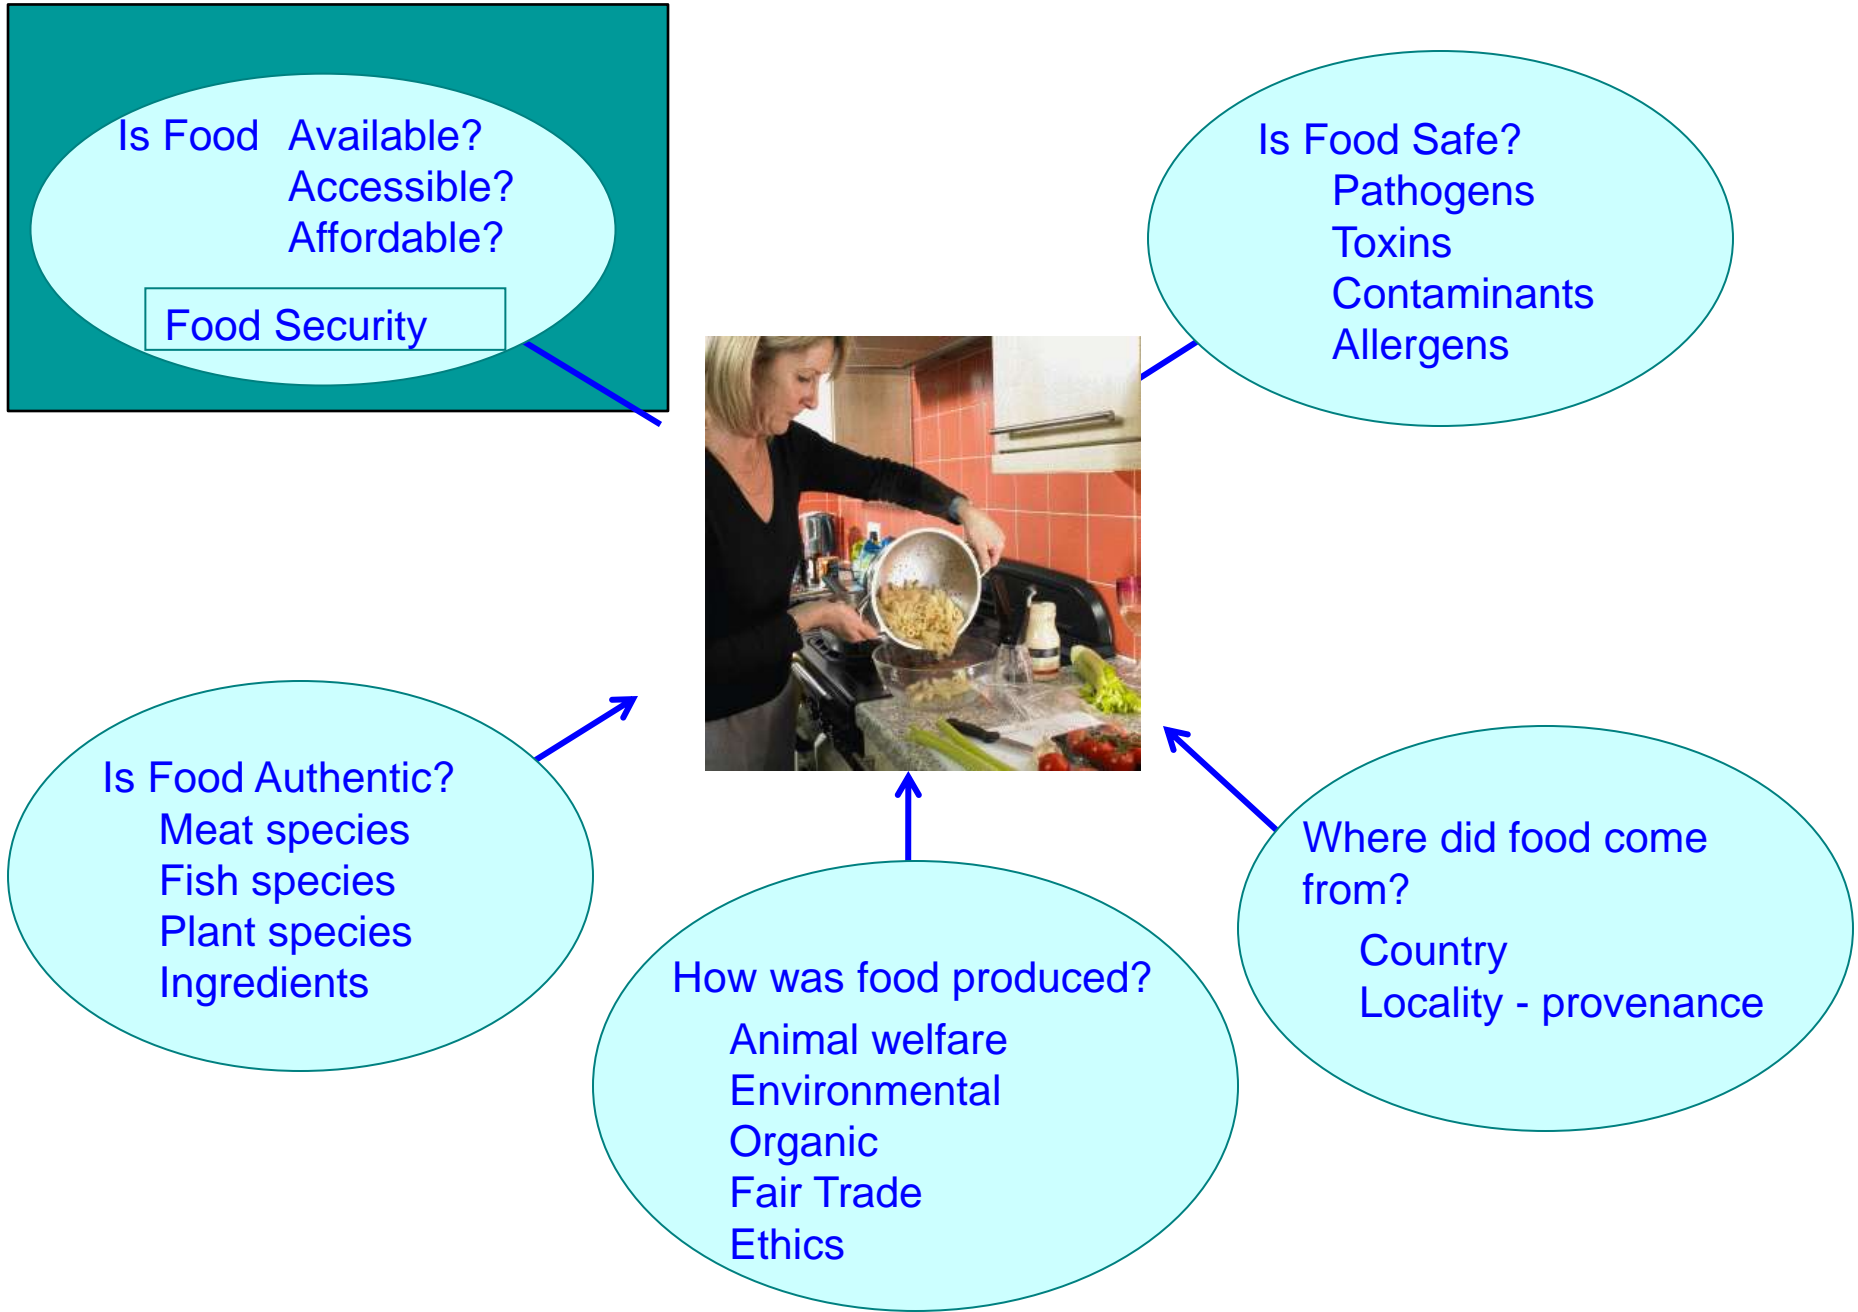 Is Food Available?
Accessible?
Affordable?
Food Security
Is Food Safe?
Pathogens
Toxins
Contaminants
Allergens
Is Food Authentic?
Meat species
Fish species
Plant species
Ingredients
How was food produced?
Animal welfare
Environmental
Organic
Fair Trade
Ethics
Where did food come
from?
Country
Locality - provenance